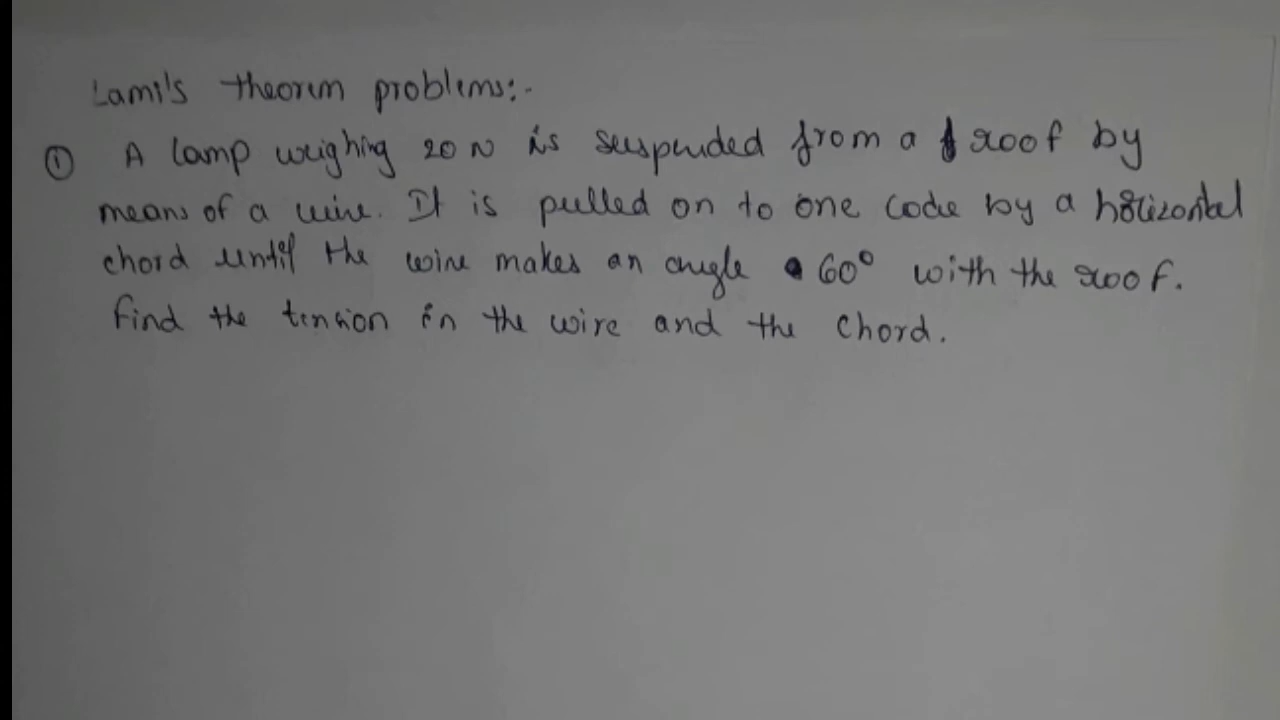 Lami's theorem problems:-
① A lamp weighing 20 N is suspended from a roof by
means of a wire. It is pulled on to one code by a horizontal
chord until the wire makes an angle 60° with the roof.
find the tension in the wire and the chord.